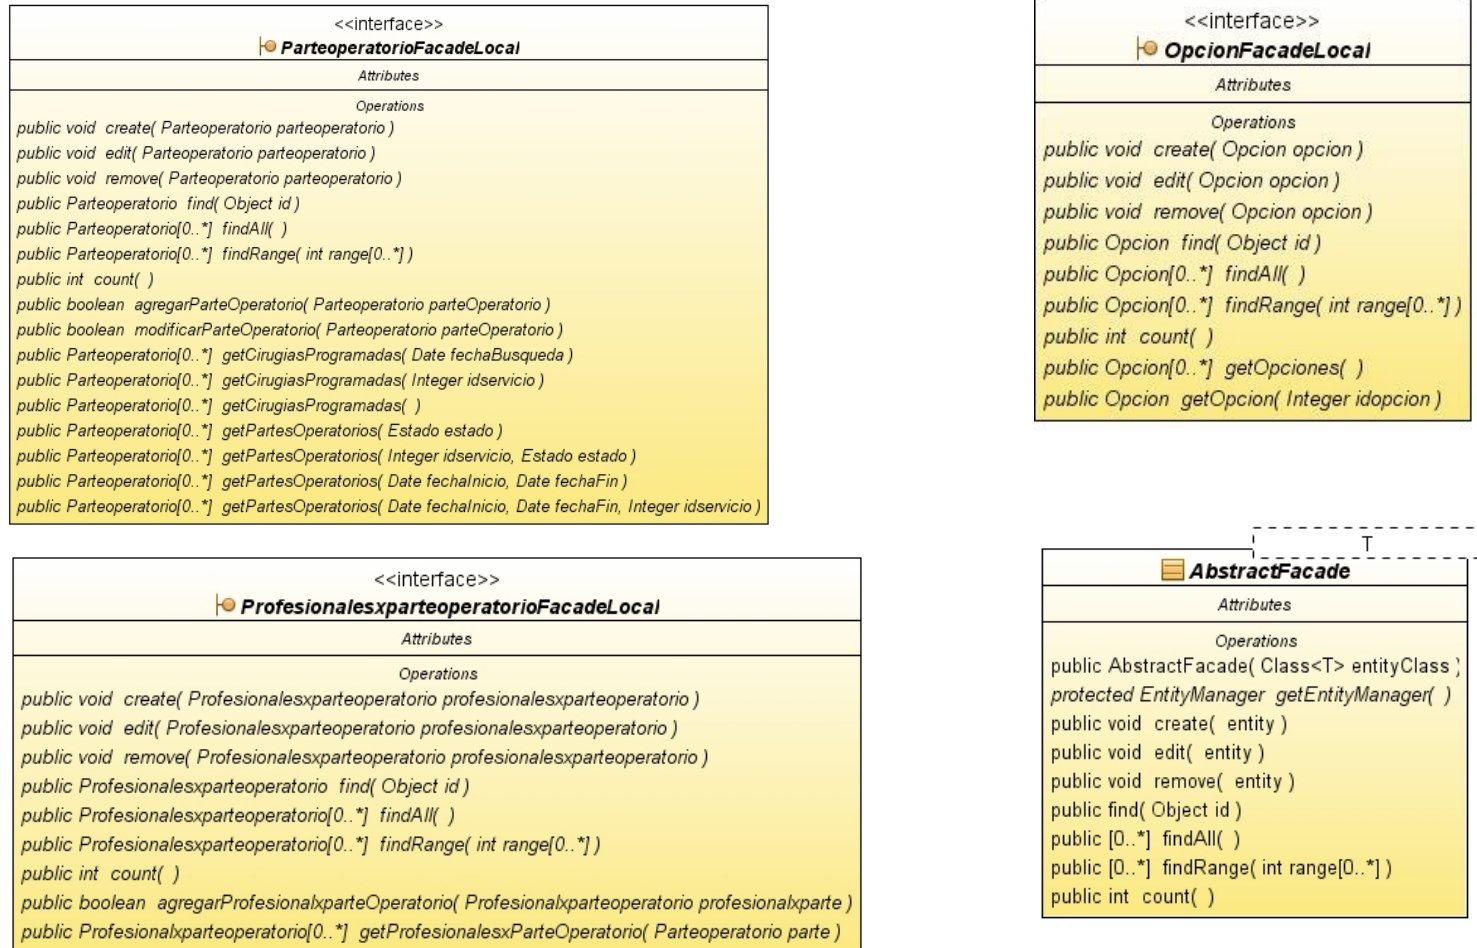 <<interface>>
ParteoperatorioFacadeLocal
Attributes
Operations
public void create( Parteoperatorio parteoperatorio )
public void edit( Parteoperatorio parteoperatorio )
public void remove( Parteoperatorio parteoperatorio )
public Parteoperatorio find( Object id )
public Parteoperatorio[0..*] findAll( )
public Parteoperatorio[0..*] findRange( int range[0..*] )
public int count( )
public boolean agregarParteOperatorio( Parteoperatorio parteOperatorio )
public boolean modificarParteOperatorio( Parteoperatorio parteOperatorio )
public Parteoperatorio[0..*] getCirugiasProgramadas( Date fechaBusqueda )
public Parteoperatorio[0..*] getCirugiasProgramadas( Integer idservicio )
public Parteoperatorio[0..*] getCirugiasProgramadas( )
public Parteoperatorio[0..*] getPartesOperatorios( Estado estado )
public Parteoperatorio[0..*] getPartesOperatorios( Integer idservicio, Estado estado )
public Parteoperatorio[0..*] getPartesOperatorios( Date fechaInicio, Date fechaFin )
public Parteoperatorio[0..*] getPartesOperatorios( Date fechaInicio, Date fechaFin, Integer idservicio )
<<interface>>
OpcionFacadeLocal
Attributes
Operations
public void create( Opcion opcion )
public void edit( Opcion opcion )
public void remove( Opcion opcion )
public Opcion find( Object id )
public Opcion[0..*] findAll( )
public Opcion[0..*] findRange( int range[0..*] )
public int count( )
public Opcion[0..*] getOpciones( )
public Opcion getOpcion( Integer idopcion )
<<interface>>
ProfesionalesxparteoperatorioFacadeLocal
Attributes
Operations
public void create( Profesionalesxparteoperatorio profesionalesxparteoperatorio )
public void edit( Profesionalesxparteoperatorio profesionalesxparteoperatorio )
public void remove( Profesionalesxparteoperatorio profesionalesxparteoperatorio )
public Profesionalesxparteoperatorio find( Object id )
public Profesionalesxparteoperatorio[0..*] findAll( )
public Profesionalesxparteoperatorio[0..*] findRange( int range[0..*] )
public int count( )
public boolean agregarProfesionalxparteOperatorio( Profesionalxparteoperatorio profesionalxparte )
public Profesionalxparteoperatorio[0..*] getProfesionalesxParteOperatorio( Parteoperatorio parte )
T
AbstractFacade
Attributes
Operations
public AbstractFacade( Class<T> entityClass )
protected EntityManager getEntityManager( )
public void create( entity )
public void edit( entity )
public void remove( entity )
public find( Object id )
public [0..*] findAll( )
public [0..*] findRange( int range[0..*] )
public int count( )